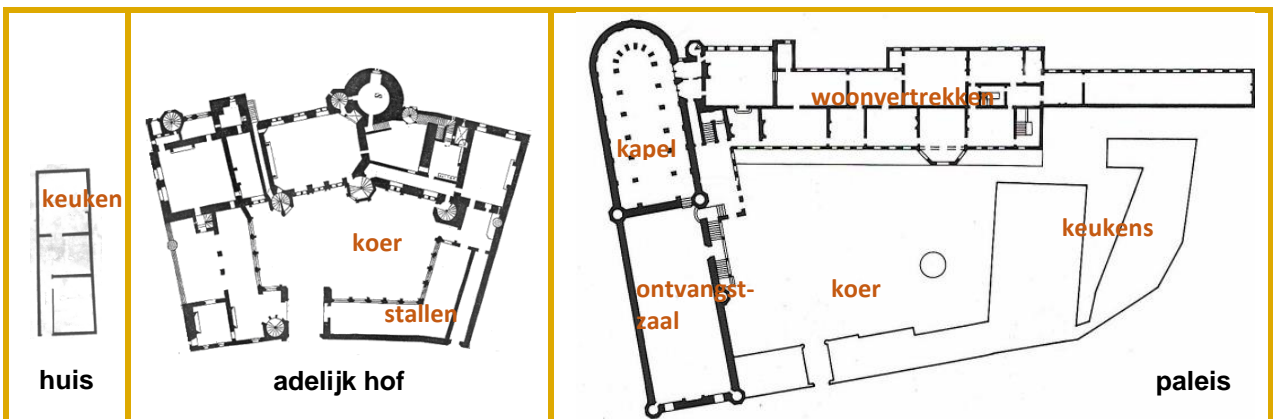 keuken
huis
koer
stallen
adelijk hof
woonvertrekken
kapel
keukens
ontvangst-
zaal
koer
paleis